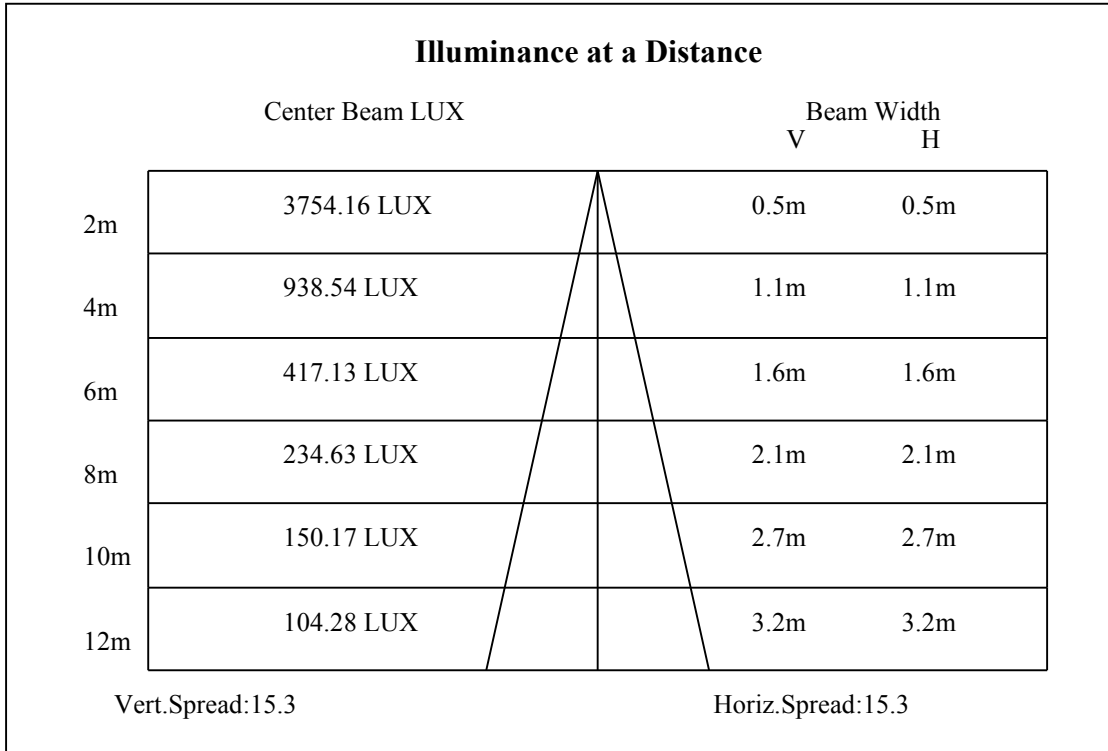 Illuminance at a Distance
Center Beam LUX Beam Width
V H
2m 3754.16 LUX 0.5m 0.5m
4m 938.54 LUX 1.1m 1.1m
6m 417.13 LUX 1.6m 1.6m
8m 234.63 LUX 2.1m 2.1m
10m 150.17 LUX 2.7m 2.7m
12m 104.28 LUX 3.2m 3.2m
Vert.Spread:15.3 Horiz.Spread:15.3